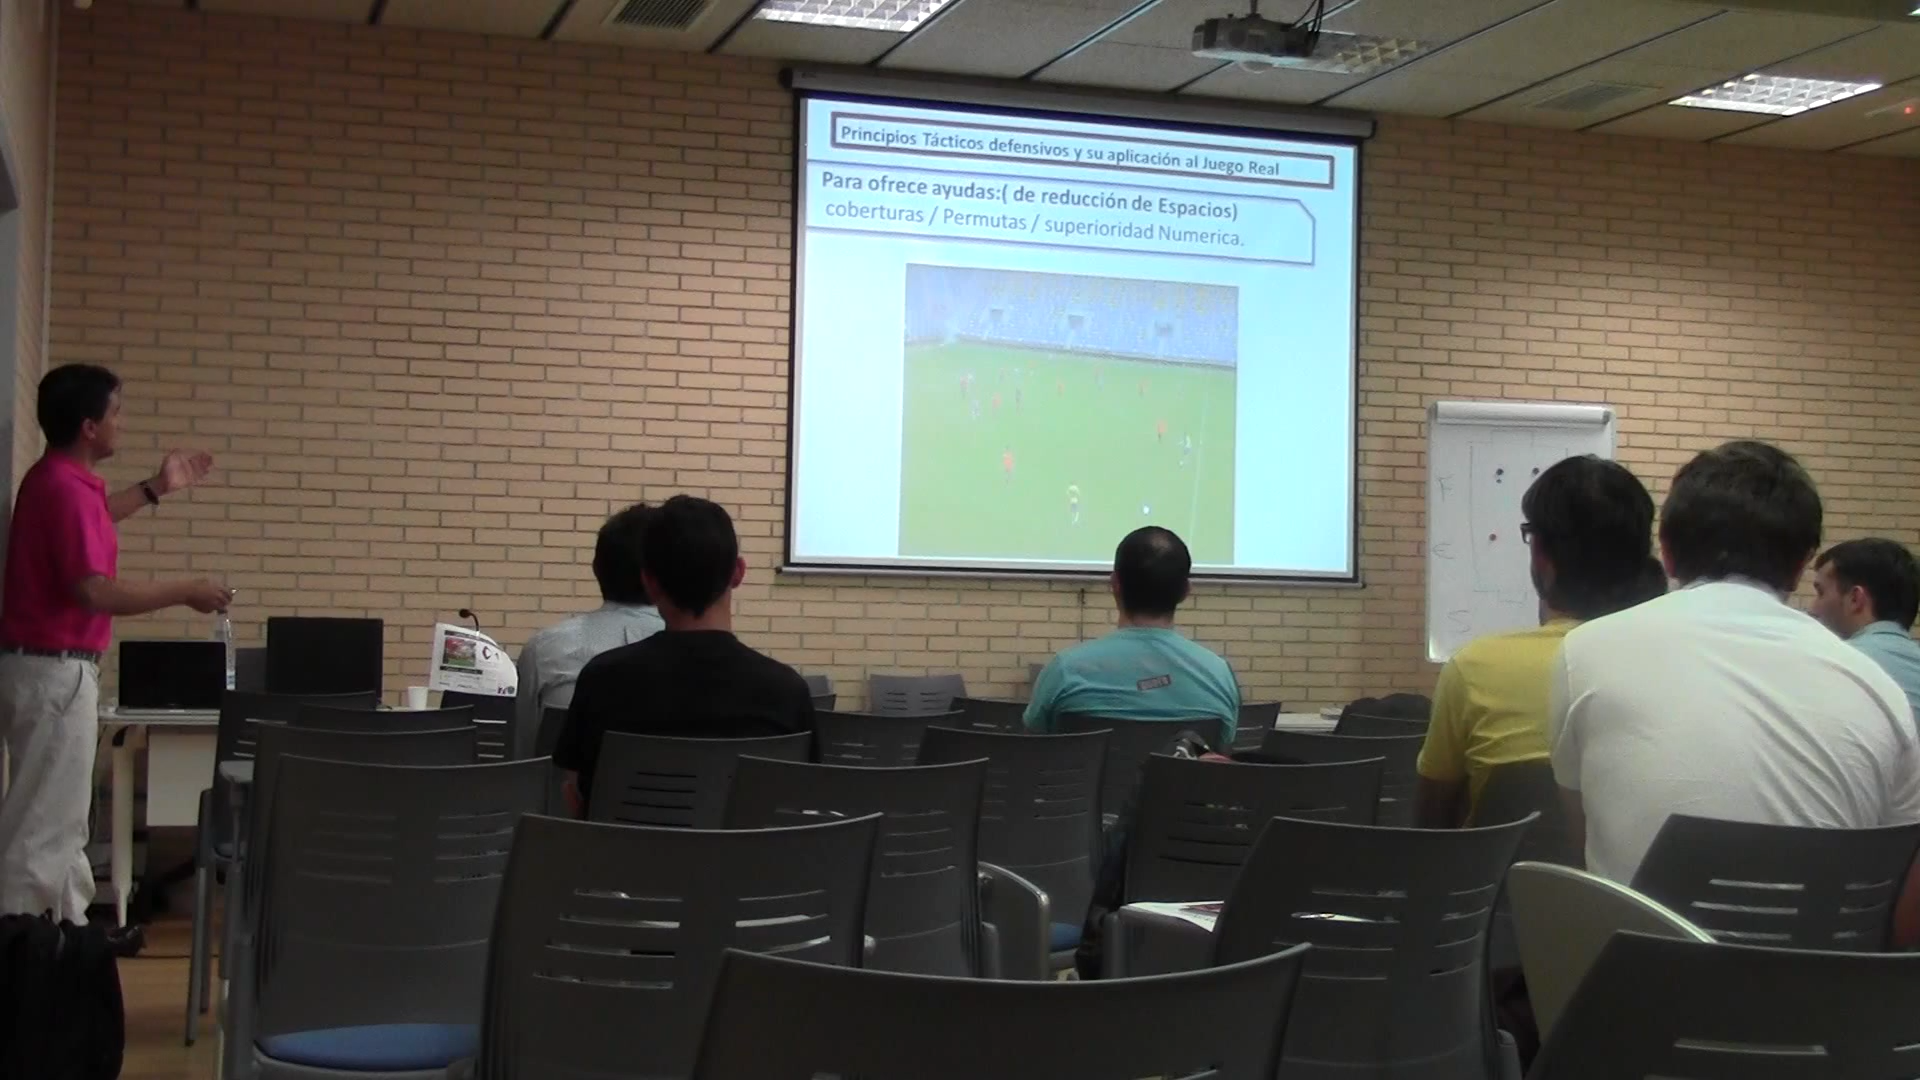 Principios Tácticos defensivos y su aplicación al Juego Real
Para ofrece ayudas:( de reducción de Espacios)
coberturas / Permutas / superioridad Numerica.
F
E
S